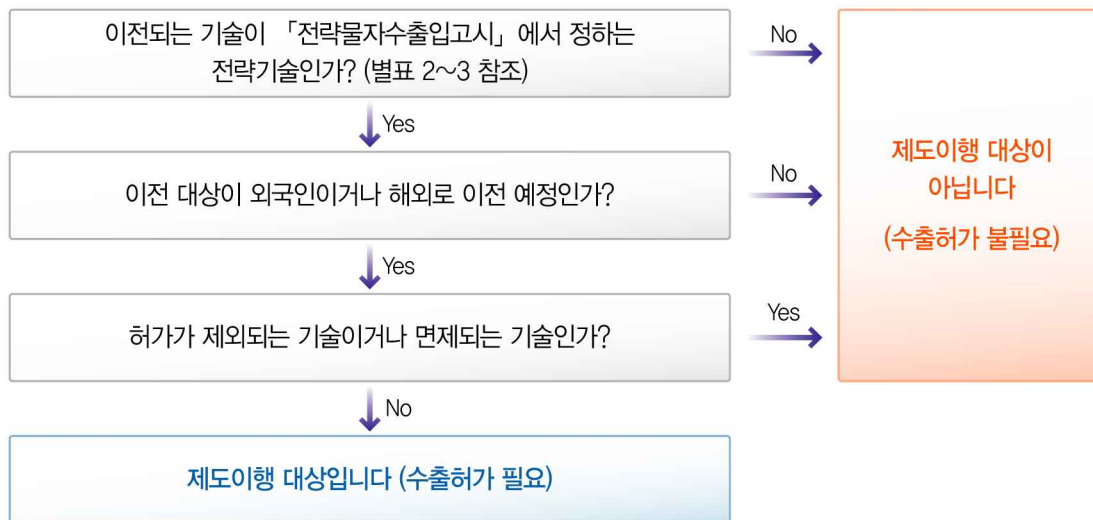 이전되는 기술이 「전략물자수출입고시」에서 정하는
전략기술인가? (별표 2~3 참조)
No
Yes
이전 대상이 외국인이거나 해외로 이전 예정인가?
No
Yes
허가가 제외되는 기술이거나 면제되는 기술인가?
Yes
No
제도이행 대상입니다 (수출허가 필요)
제도이행 대상이
아닙니다
(수출허가 불필요)